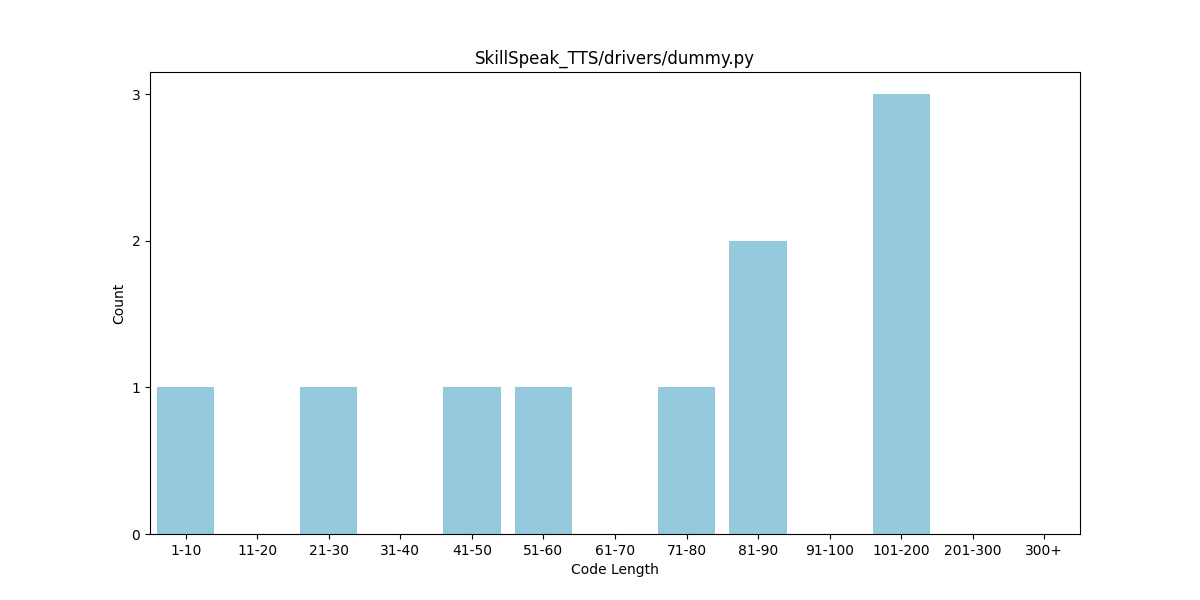 SkillSpeak_TTS/drivers/dummy.py
3
2
1
0
Count
1-10 11-20 21-30 31-40 41-50 51-60 61-70 71-80 81-90 91-100 101-200 201-300 300+
Code Length